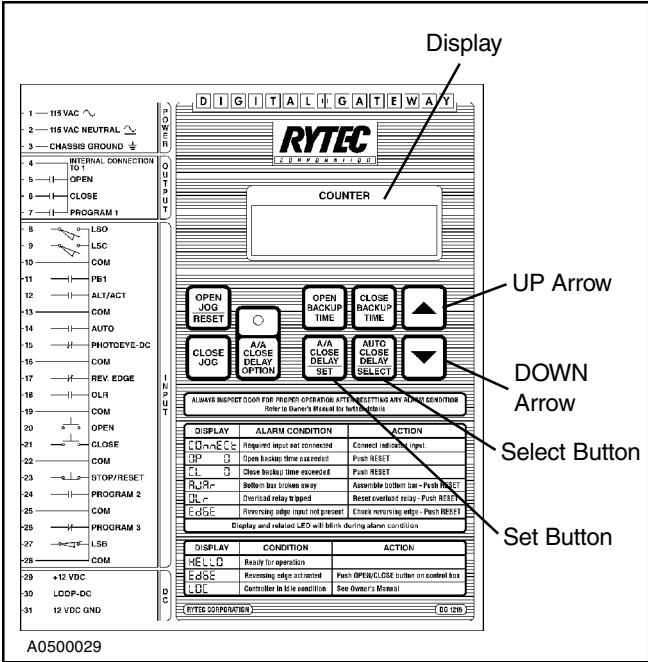 Display
DIGITAL GATEWAY
RYTEC
CORPORATION
COUNTER
1 115 VAC
2 115 VAC NEUTRAL
3 CHASSIS GROUND
POWER
4 INTERNAL CONNECTION TO 1
5 OPEN
6 CLOSE
7 PROGRAM 1
OUTPUT
8 LSO
9 LSC
10 COM
11 PB1
12 ALT/ACT
13 COM
14 AUTO
15 PHOTOEYE-DC
16 COM
17 REV. EDGE
18 OLR
19 COM
20 OPEN
21 CLOSE
22 COM
23 STOP/RESET
24 PROGRAM 2
25 COM
26 PROGRAM 3
27 LSB
28 COM
INPUT
29 +12 VDC
30 LOOP-DC
31 12 VDC GND
DC
OPEN JOG RESET
OPEN BACKUP TIME
CLOSE BACKUP TIME
UP Arrow
CLOSE JOG
A/A CLOSE DELAY OPTION
A/A CLOSE DELAY SET
AUTO CLOSE DELAY SELECT
DOWN
Arrow
Select Button
Set Button
ALWAYS INSPECT DOOR FOR PROPER OPERATION AFTER RESETTING ANY ALARM CONDITION
Refer to Owner's Manual for further details
DISPLAY ALARM CONDITION ACTION
COnnECt Required input not connected Connect indicated input.
OP 0 Open backup time exceeded Push RESET
CL 0 Close backup time exceeded Push RESET
AJAr Bottom bar broken away Assemble bottom bar - Push RESET
OLr Overload relay tripped Reset overload relay - Push RESET
EdGE Reversing edge input not present Check reversing edge - Push RESET
Display and related LED will blink during alarm condition
DISPLAY CONDITION ACTION
HELLO Ready for operation
EdGE Reversing edge activated Push OPEN/CLOSE button on control box
LOC Controller in idle condition See Owner's Manual
RYTEC CORPORATION DG 1215
A0500029